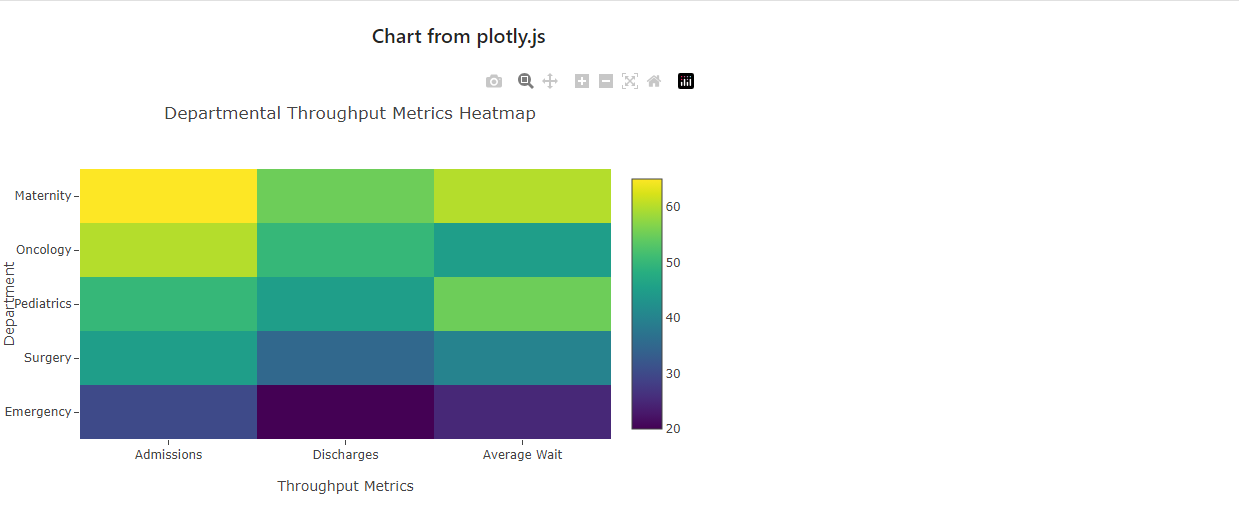 Chart from plotly.js
Departmental Throughput Metrics Heatmap
Department
Maternity
Oncology
Pediatrics
Surgery
Emergency
Admissions
Discharges
Average Wait
Throughput Metrics
60
50
40
30
20